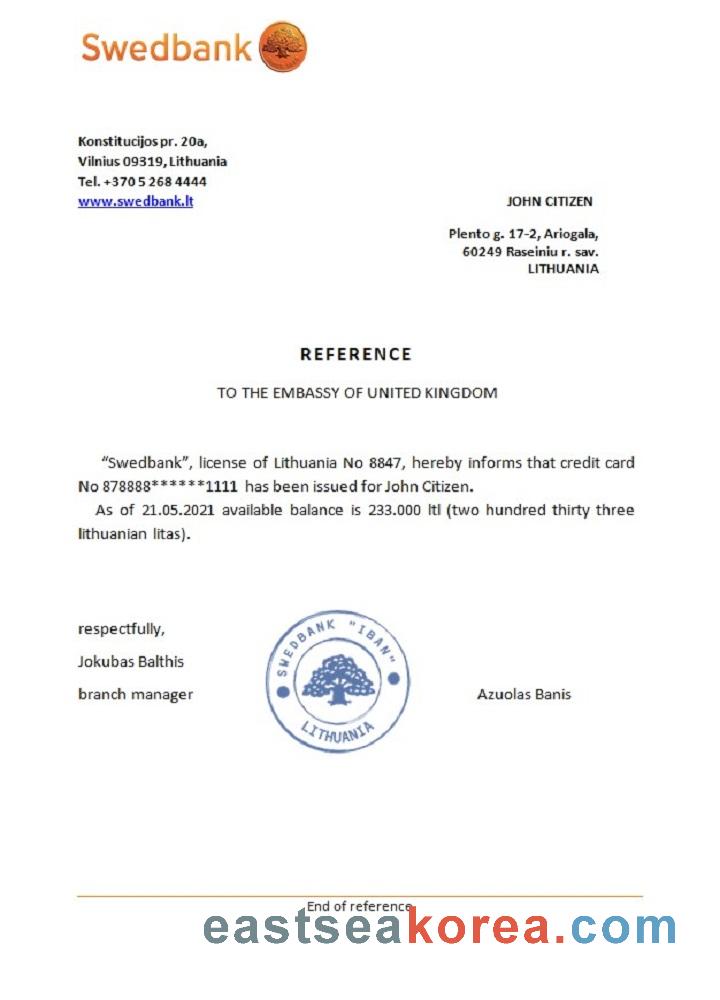 Swedbank
Konstitucijos pr. 20a,
Vilnius 09319, Lithuania
Tel. +370 5 268 4444
www.swedbank.lt
JOHN CITIZEN
Plento g. 17-2, Ariogala,
60249 Raseiniu r. sav.
LITHUANIA
REFERENCE
TO THE EMBASSY OF UNITED KINGDOM
“Swedbank”, license of Lithuania No 8847, hereby informs that credit card
No 878888******1111 has been issued for John Citizen.
As of 21.05.2021 available balance is 233.000 ltl (two hundred thirty three
lithuanian litas).
respectfully,
Jokubas Balthis
branch manager
SWEDBANK "IBAN"
LITHUANIA
Azuolas Banis
End of reference
eastseakorea.com